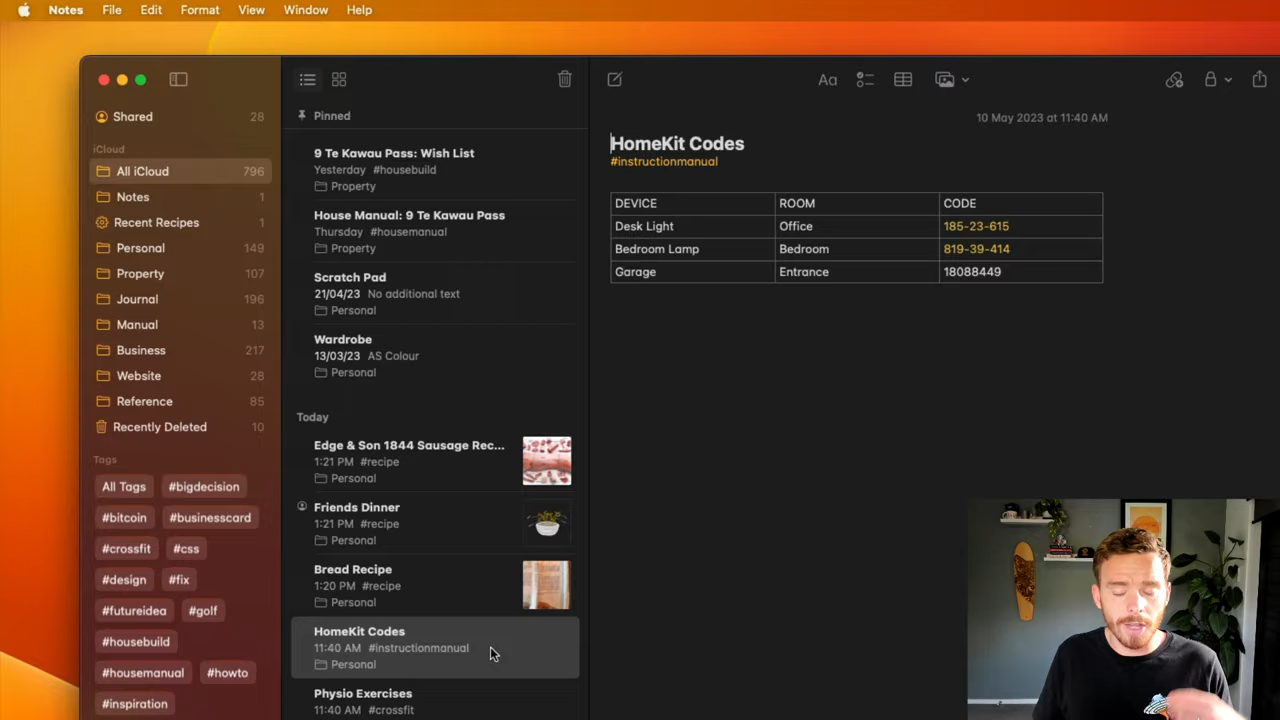 Notes File Edit Format View Window Help
Shared 28
iCloud
All iCloud 796
Notes 1
Recent Recipes 1
Personal 149
Property 107
Journal 196
Manual 13
Business 217
Website 28
Reference 85
Recently Deleted 10
Tags
All Tags #bigdecision
#bitcoin #businesscard
#crossfit #css
#design #fix
#futureidea #golf
#housebuild
#housemanual #howto
#inspiration
Pinned
9 Te Kawau Pass: Wish List
Yesterday #housebuild
Property
House Manual: 9 Te Kawau Pass
Thursday #housemanual
Property
Scratch Pad
21/04/23 No additional text
Personal
Wardrobe
13/03/23 AS Colour
Personal
Today
Edge & Son 1844 Sausage Rec...
1:21 PM #recipe
Personal
Friends Dinner
1:21 PM #recipe
Personal
Bread Recipe
1:20 PM #recipe
Personal
HomeKit Codes
11:40 AM #instructionmanual
Personal
Physio Exercises
11:40 AM #crossfit
Aa
10 May 2023 at 11:40 AM
HomeKit Codes
#instructionmanual
DEVICE ROOM CODE
Desk Light Office 185-23-615
Bedroom Lamp Bedroom 819-39-414
Garage Entrance 18088449